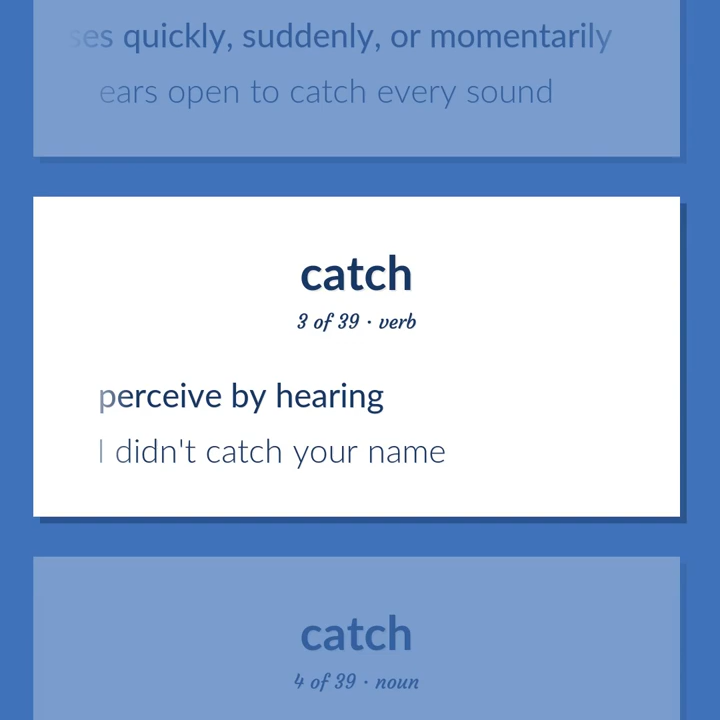 ses quickly, suddenly, or momentarily
ears open to catch every sound
catch
3 of 39 · verb
perceive by hearing
I didn't catch your name
catch
4 of 39 · noun